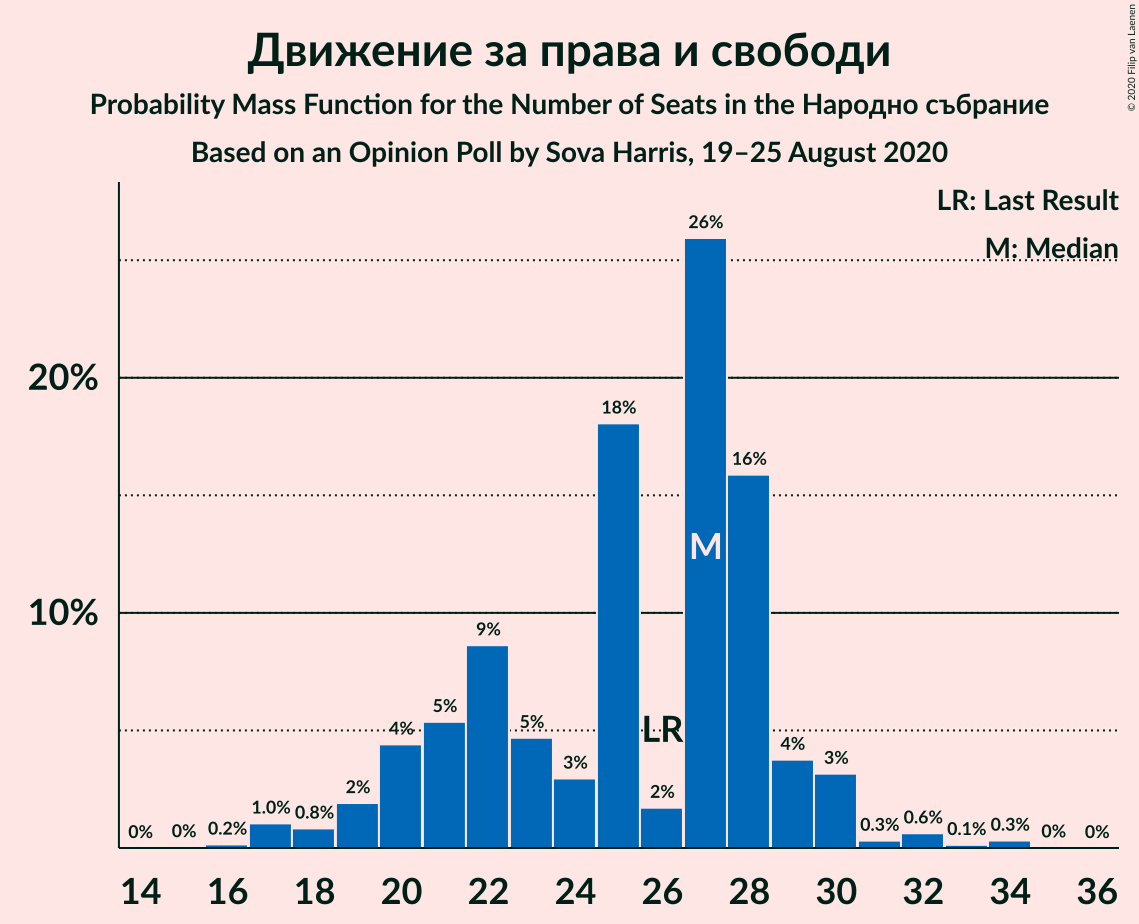 Движение за права и свободи
Probability Mass Function for the Number of Seats in the Народно събрание
Based on an Opinion Poll by Sova Harris, 19–25 August 2020
© 2020 Filip van Laenen
LR: Last Result
M: Median
20%
10%
0%
0%
0.2%
1.0%
0.8%
2%
4%
5%
9%
5%
3%
18%
2%
26%
16%
4%
3%
0.3%
0.6%
0.1%
0.3%
0%
0%
LR
M
14 16 18 20 22 24 26 28 30 32 34 36